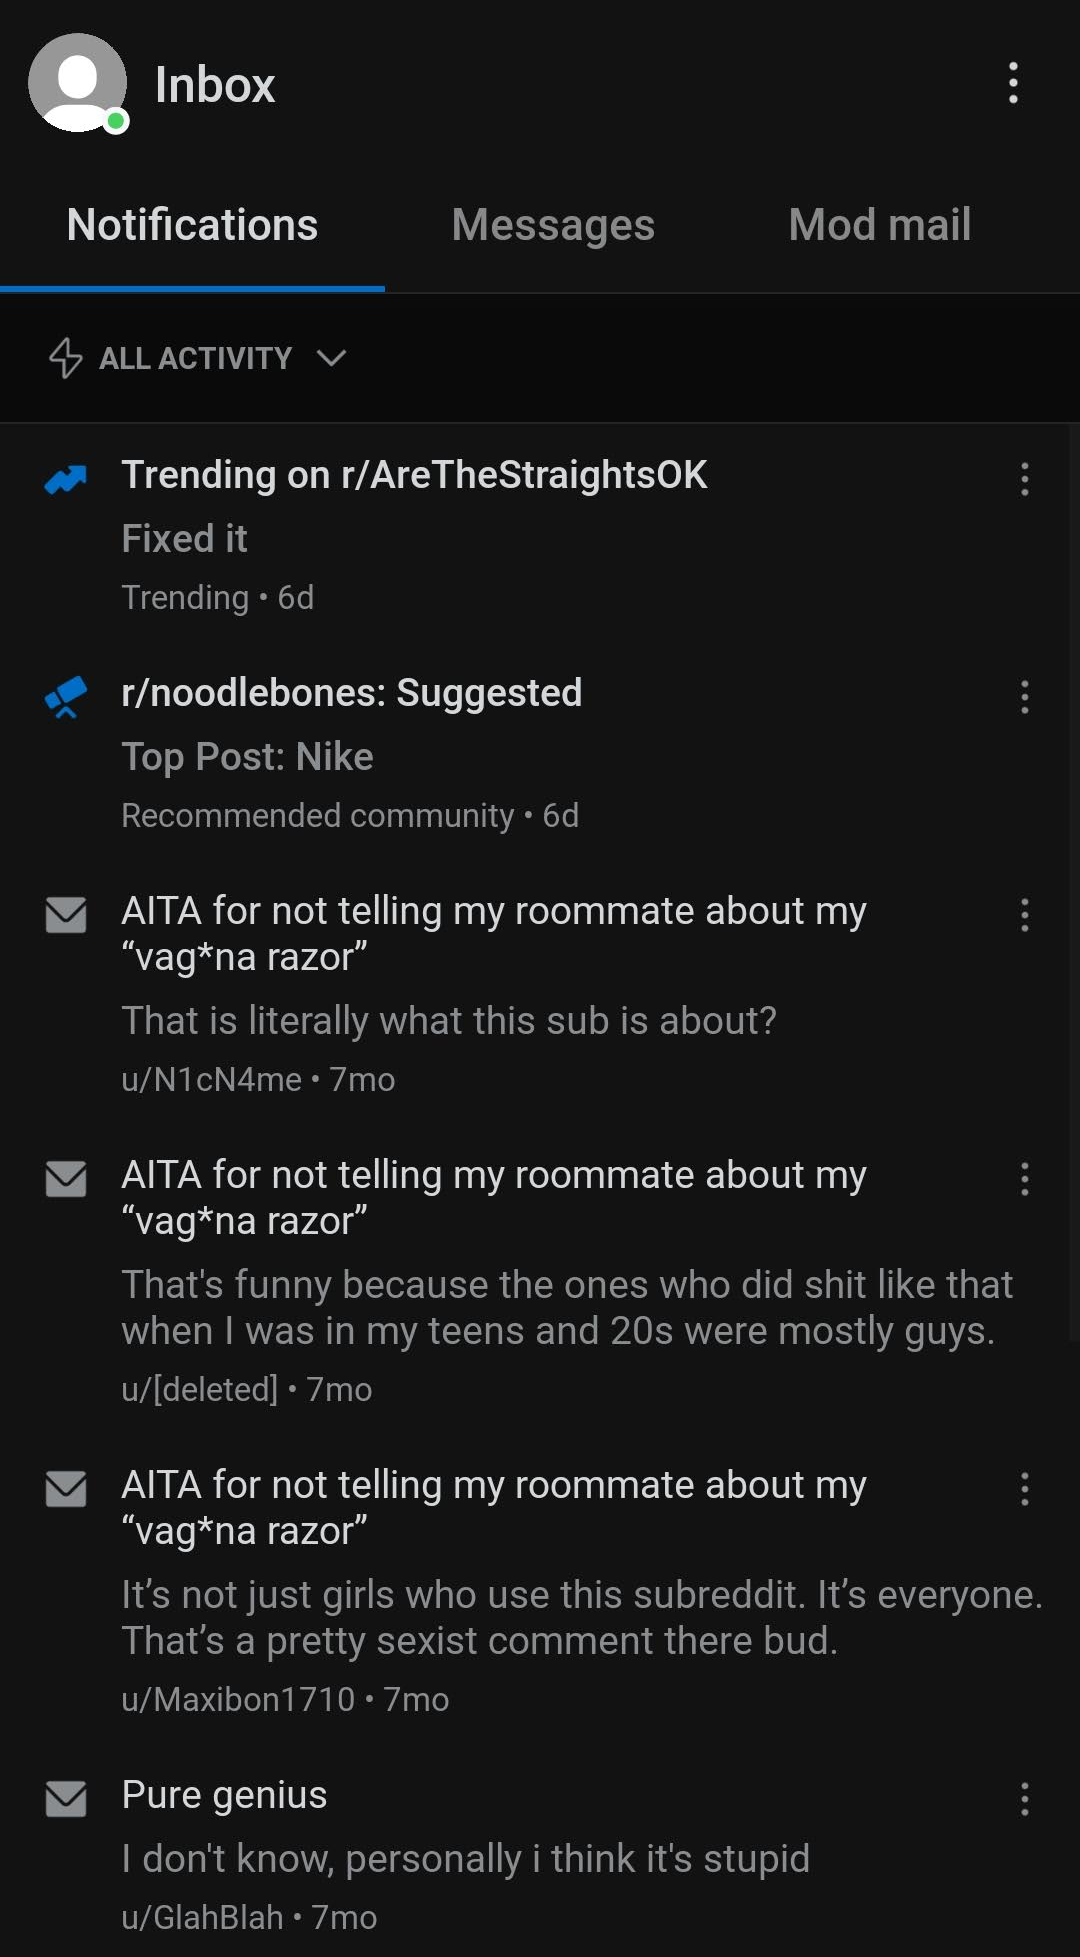 Inbox
Notifications
Messages
Mod mail
ALL ACTIVITY
Trending on r/AreTheStraightsOK
Fixed it
Trending • 6d
r/noodlebones: Suggested
Top Post: Nike
Recommended community • 6d
AITA for not telling my roommate about my
“vag*na razor”
That is literally what this sub is about?
u/N1cN4me • 7mo
AITA for not telling my roommate about my
“vag*na razor”
That's funny because the ones who did shit like that
when I was in my teens and 20s were mostly guys.
u/[deleted] • 7mo
AITA for not telling my roommate about my
“vag*na razor”
It’s not just girls who use this subreddit. It’s everyone.
That’s a pretty sexist comment there bud.
u/Maxibon1710 • 7mo
Pure genius
I don't know, personally i think it's stupid
u/GlahBlah • 7mo